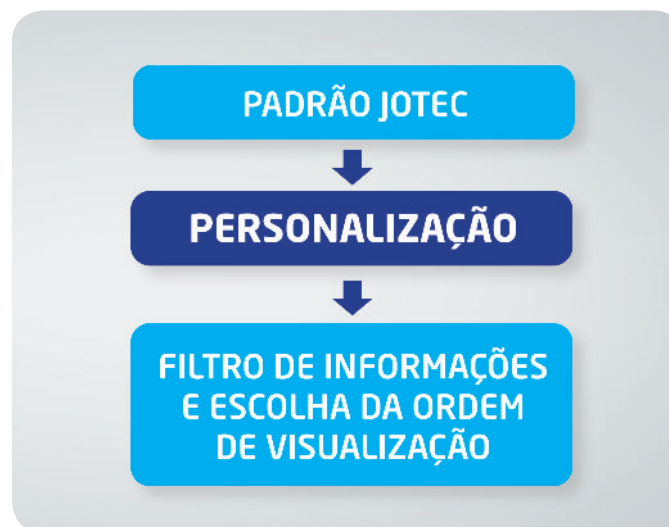 PADRÃO JOTEC
PERSONALIZAÇÃO
FILTRO DE INFORMAÇÕES
E ESCOLHA DA ORDEM
DE VISUALIZAÇÃO